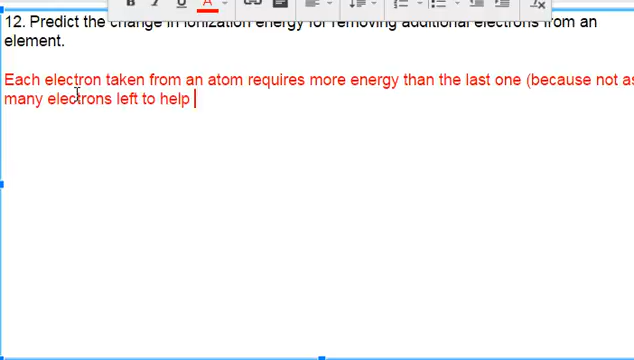 12. Predict the change in ionization energy for removing additional electrons from an
element.
Each electron taken from an atom requires more energy than the last one (because not as
many electrons left to help